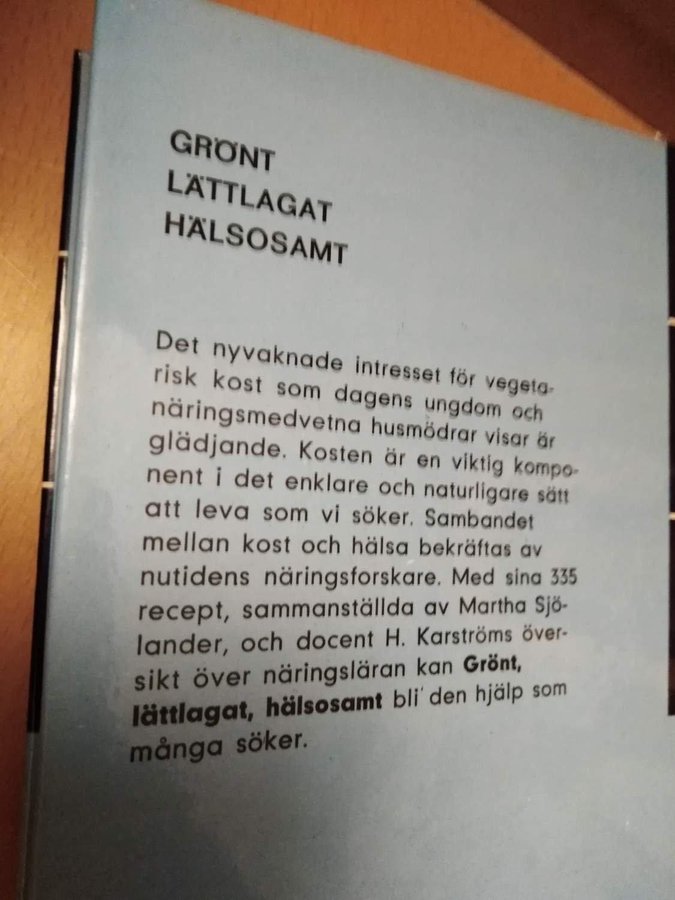 GRÖNT
LÄTTLAGAT
HÄLSOSAMT
Det nyvaknade intresset för vegeta-
risk kost som dagens ungdom och
näringsmedvetna husmödrar visar är
glädjande. Kosten är en viktig kompo-
nent i det enklare och naturligare sätt
att leva som vi söker. Sambandet
mellan kost och hälsa bekräftas av
nutidens näringsforskare. Med sina 335
recept, sammanställda av Martha Sjö-
lander, och docent H. Karströms över-
sikt över näringsläran kan Grönt,
lättlagat, hälsosamt bli den hjälp som
många söker.